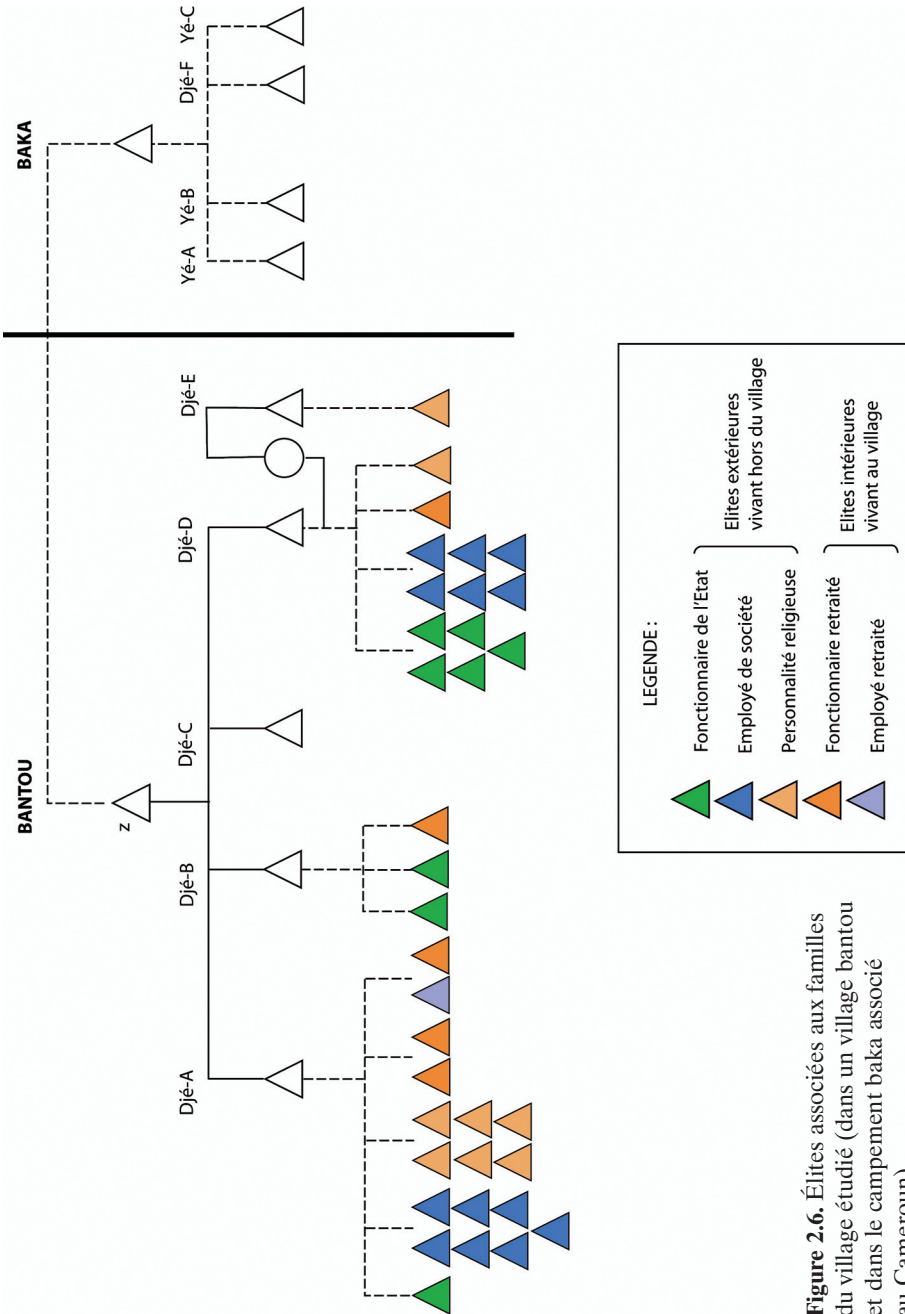 BANTOU
BAKA
z
Djé-A
Djé-B
Djé-C
Djé-D
Djé-E
Yé-A
Yé-B
Djé-F
Yé-C
LEGENDE :
Fonctionnaire de l'Etat
Employé de société
Personnalité religieuse
Fonctionnaire retraité
Employé retraité
Elites extérieures
vivant hors du village
Elites intérieures
vivant au village
Figure 2.6. Élites associées aux familles
du village étudié (dans un village bantou
et dans le campement baka associé
au Cameroun)